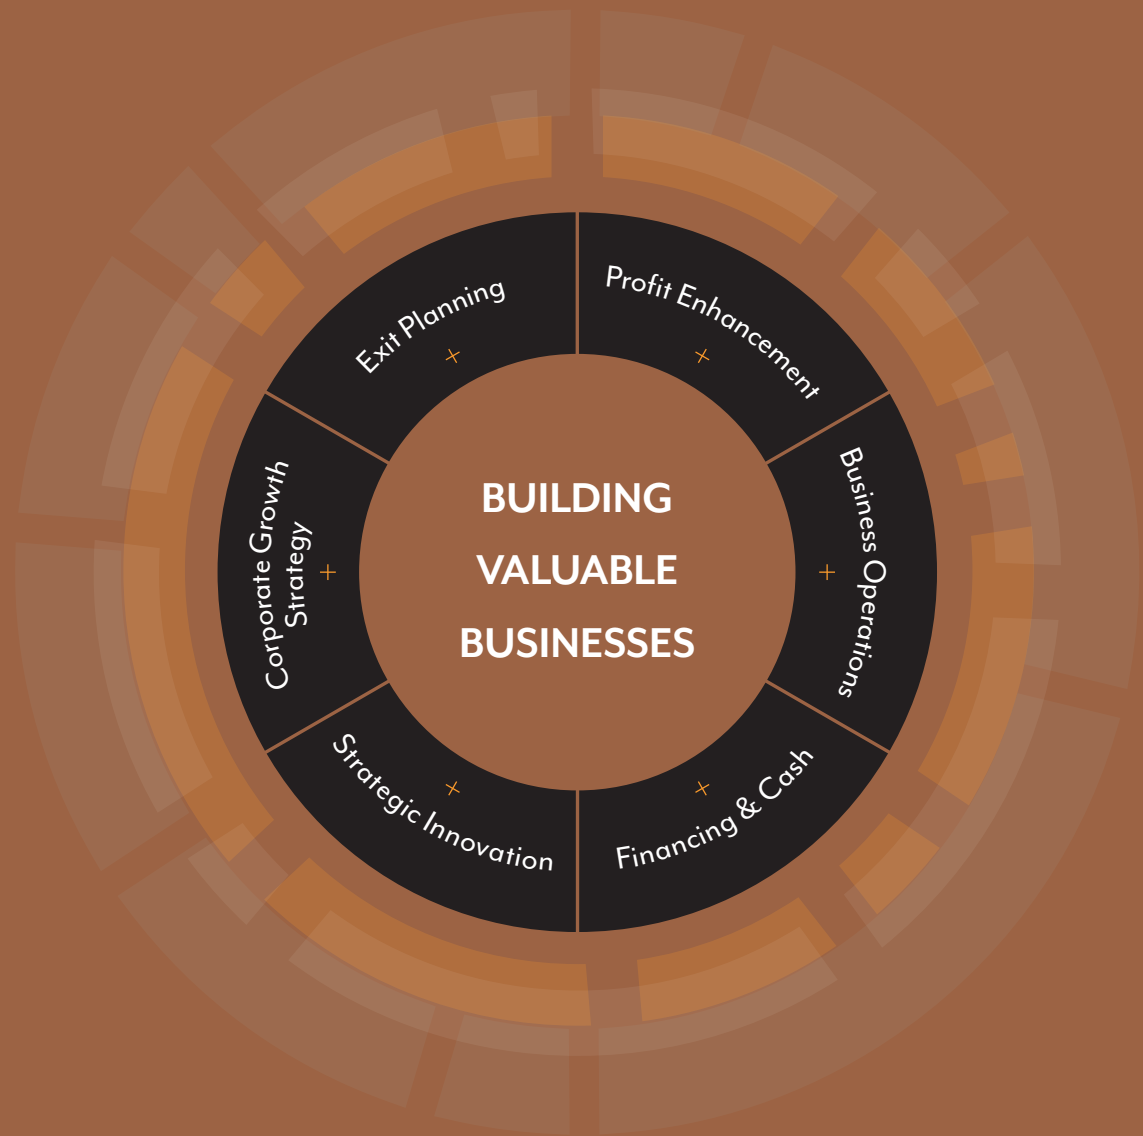 BUILDING
VALUABLE
BUSINESSES
Profit Enhancement
+
Business Operations
+
Financing & Cash
+
Strategic Innovation
+
Corporate Growth
Strategy
+
Exit Planning
+